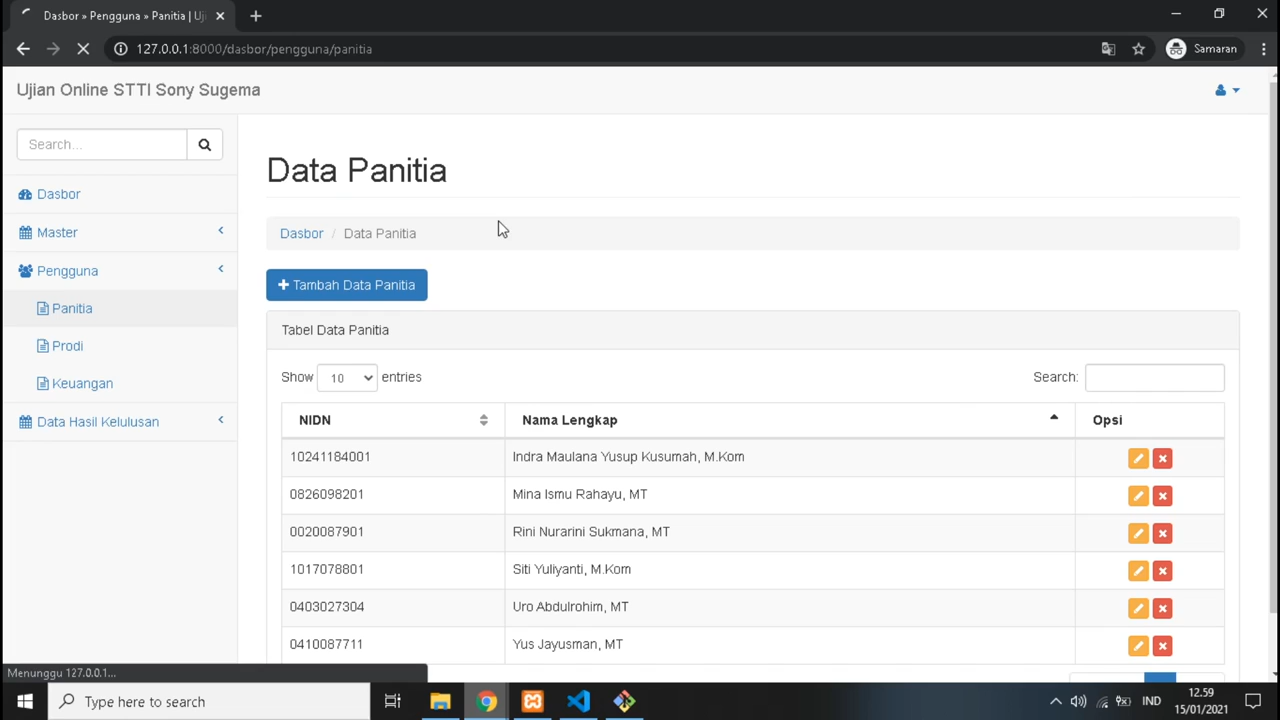 Dasbor » Pengguna » Panitia | Uji
127.0.0.1:8000/dasbor/pengguna/panitia
Samaran
Ujian Online STTI Sony Sugema
Search...
Dasbor
Master
Pengguna
Panitia
Prodi
Keuangan
Data Hasil Kelulusan
Data Panitia
Dasbor / Data Panitia
Tambah Data Panitia
Tabel Data Panitia
Show 10 entries
Search:
NIDN Nama Lengkap Opsi
10241184001 Indra Maulana Yusup Kusumah, M.Kom
0826098201 Mina Ismu Rahayu, MT
0020087901 Rini Nurarini Sukmana, MT
1017078801 Siti Yuliyanti, M.Kom
0403027304 Uro Abdulrohim, MT
0410087711 Yus Jayusman, MT
Menunggu 127.0.0.1...
Type here to search
IND
12.59
15/01/2021